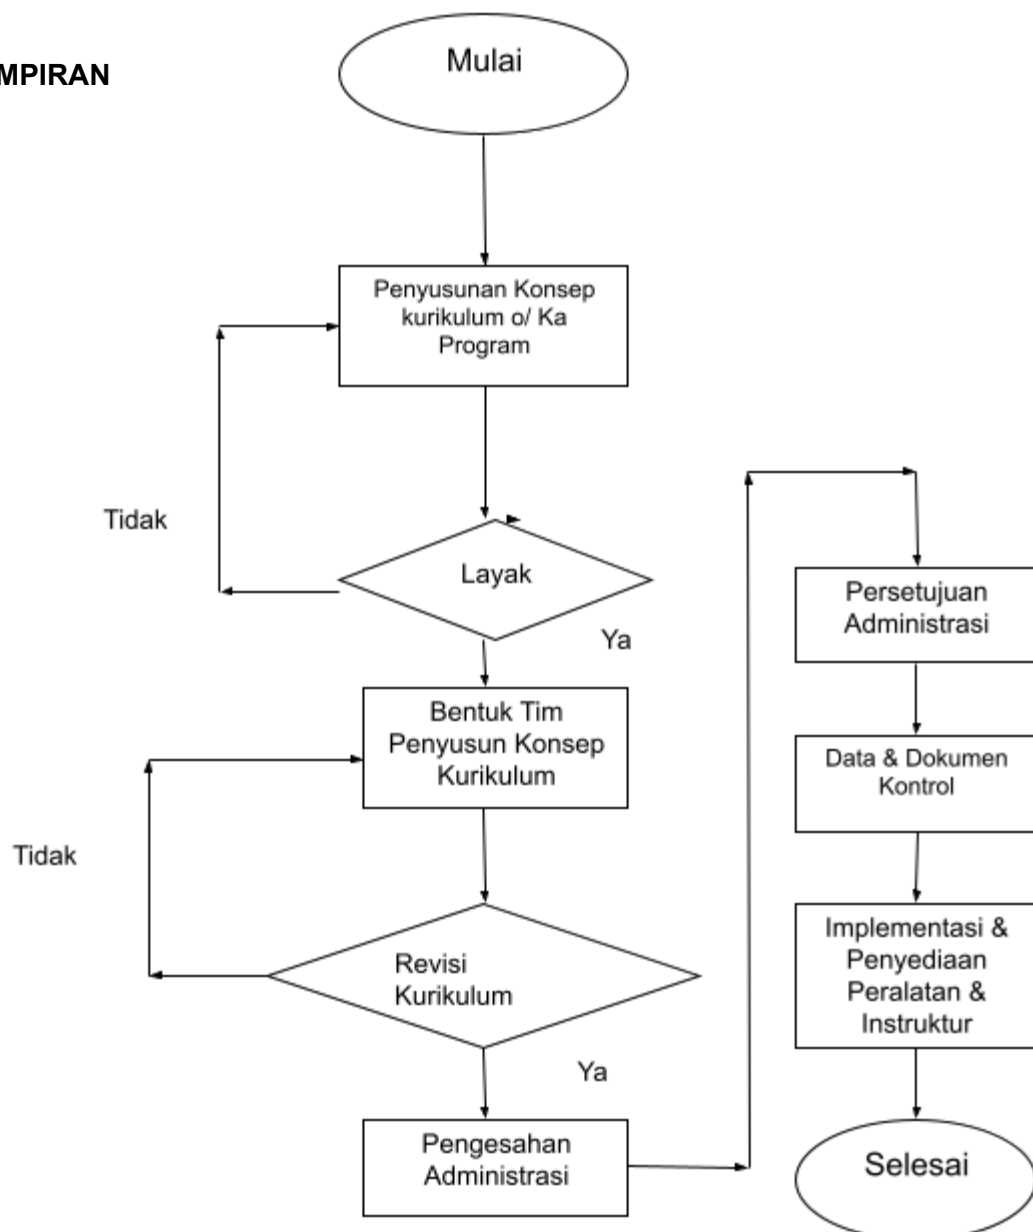 MPIRAN
Mulai
Penyusunan Konsep
kurikulum o/ Ka
Program
Tidak
Layak
Ya
Bentuk Tim
Penyusun Konsep
Kurikulum
Tidak
Revisi
Kurikulum
Ya
Pengesahan
Administrasi
Persetujuan
Administrasi
Data & Dokumen
Kontrol
Implementasi &
Penyediaan
Peralatan &
Instruktur
Selesai